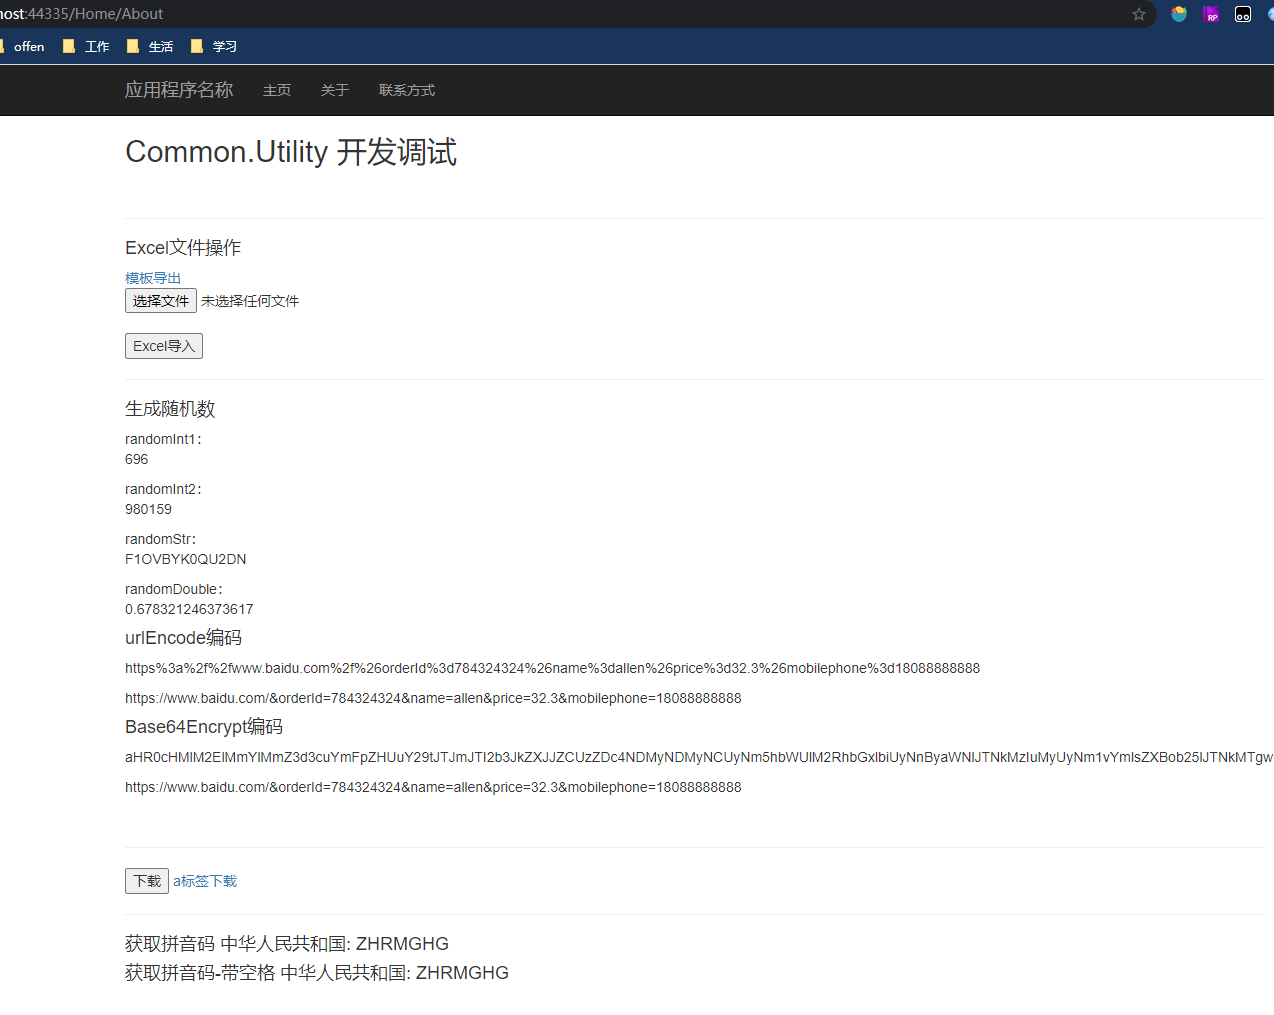 host:44335/Home/About
offen 工作 生活 学习
应用程序名称 主页 关于 联系方式
Common.Utility 开发调试
Excel文件操作
模板导出
选择文件 未选择任何文件
Excel导入
生成随机数
randomInt1：
696
randomInt2：
980159
randomStr：
F1OVBYK0QU2DN
randomDouble：
0.678321246373617
urlEncode编码
https%3a%2f%2fwww.baidu.com%2f%26orderId%3d784324324%26name%3dallen%26price%3d32.3%26mobilephone%3d18088888888
https://www.baidu.com/&orderId=784324324&name=allen&price=32.3&mobilephone=18088888888
Base64Encrypt编码
aHR0cHMlM2ElMmYlMmZ3d3cuYmFpZHUuY29tJTJmJTI2b3JkZXJJZCUzZDc4NDMyNDMyNCUyNm5hbWUlM2RhbGxlbiUyNnByaWNlJTNkMzIuMyUyNm1vYmlsZXBob25lJTNkMTgw
https://www.baidu.com/&orderId=784324324&name=allen&price=32.3&mobilephone=18088888888
下载 a标签下载
获取拼音码 中华人民共和国: ZHRMGHG
获取拼音码-带空格 中华人民共和国: ZHRMGHG